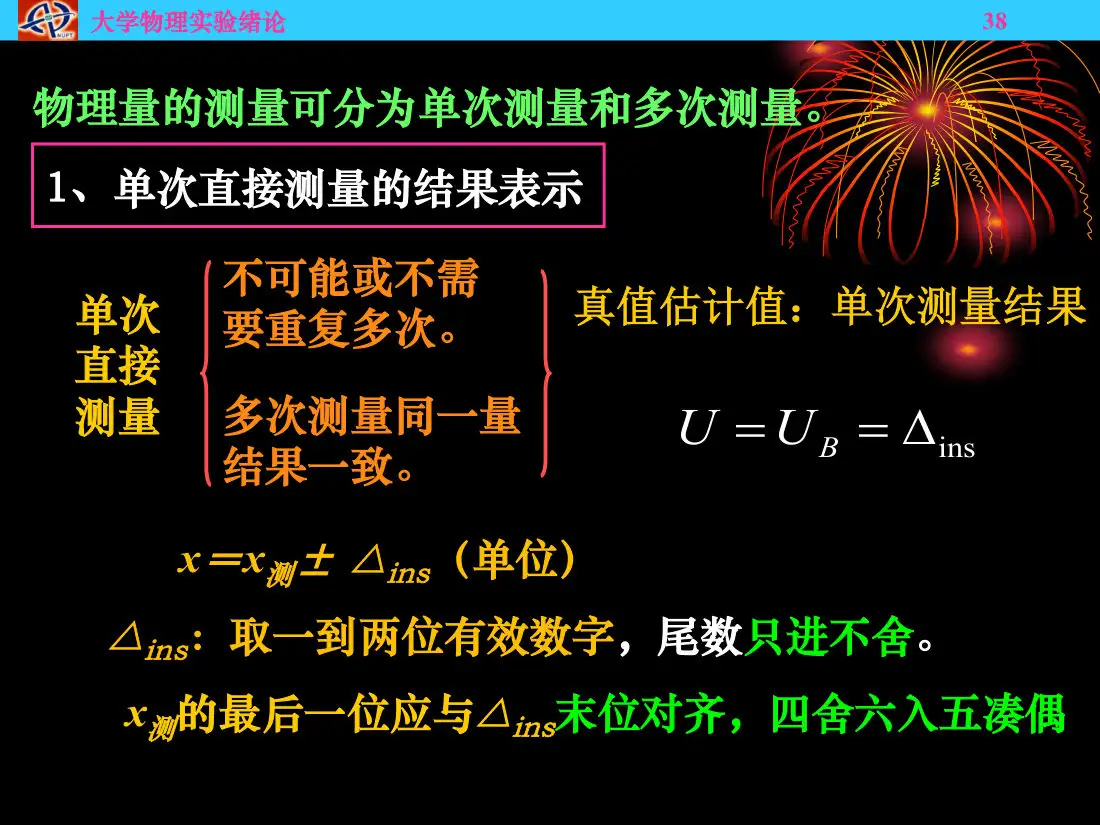 大学物理实验绪论
38
物理量的测量可分为单次测量和多次测量。
1、单次直接测量的结果表示
单次
直接
测量
不可能或不需
要重复多次。
多次测量同一量
结果一致。
真值估计值：单次测量结果
U = U_B = Δ_ins
x＝x测± △ins（单位）
△ins：取一到两位有效数字，尾数只进不舍。
x测的最后一位应与△ins末位对齐，四舍六入五凑偶
NUPT